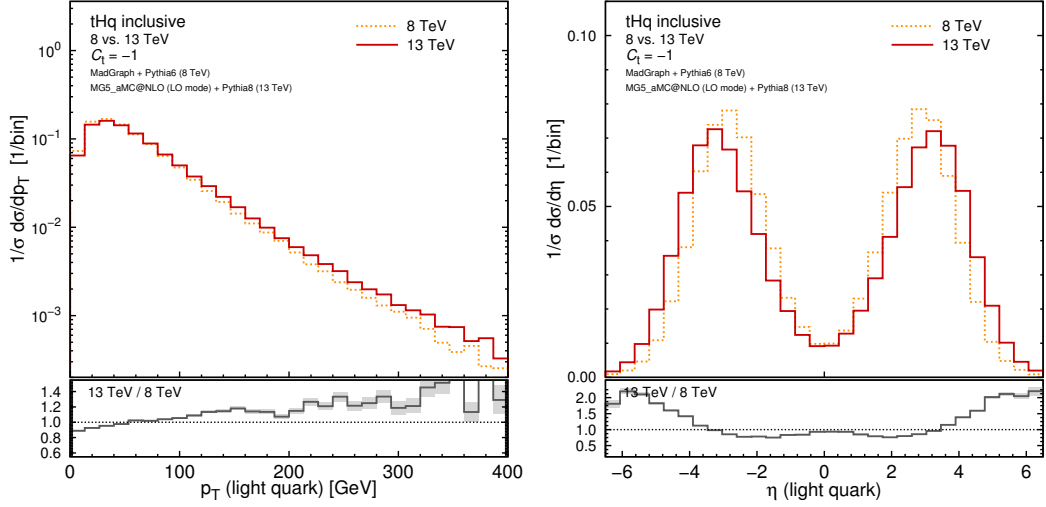 tHq inclusive
8 vs. 13 TeV
C_t = −1
MadGraph + Pythia6 (8 TeV)
MG5_aMC@NLO (LO mode) + Pythia8 (13 TeV)
8 TeV
13 TeV
1/σ dσ/dp_T [1/bin]
10^−1
10^−2
10^−3
13 TeV / 8 TeV
1.4
1.2
1.0
0.8
0.6
0 100 200 300 400
p_T (light quark) [GeV]
tHq inclusive
8 vs. 13 TeV
C_t = −1
MadGraph + Pythia6 (8 TeV)
MG5_aMC@NLO (LO mode) + Pythia8 (13 TeV)
8 TeV
13 TeV
1/σ dσ/dη [1/bin]
0.10
0.05
0.00
13 TeV / 8 TeV
2.0
1.5
1.0
0.5
−6 −4 −2 0 2 4 6
η (light quark)